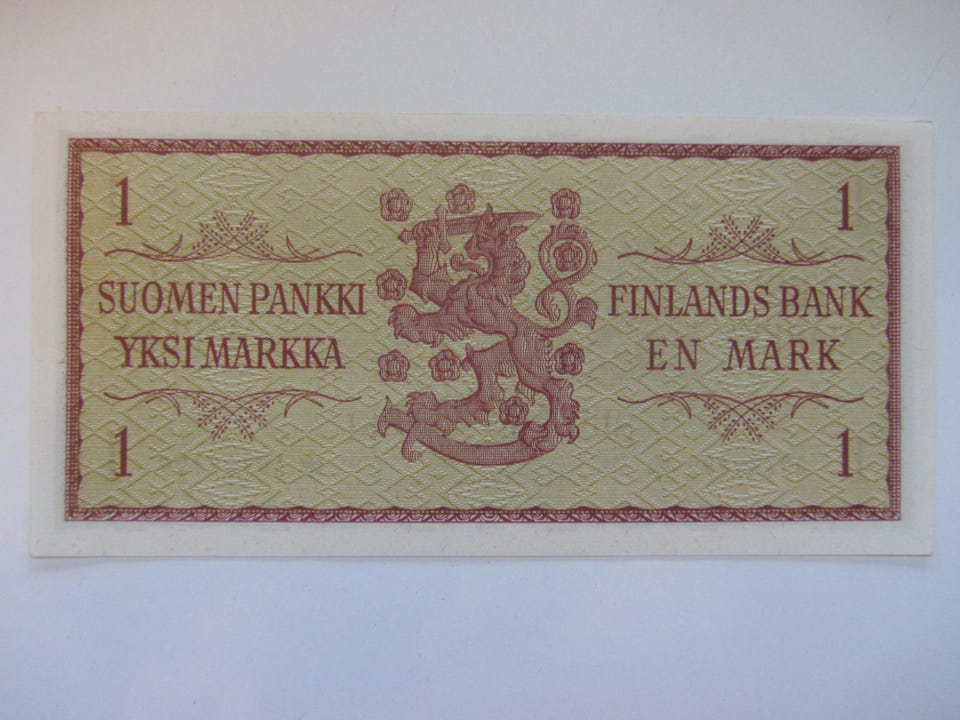 1
1
SUOMEN PANKKI
YKSI MARKKA
FINLANDS BANK
EN MARK
1
1